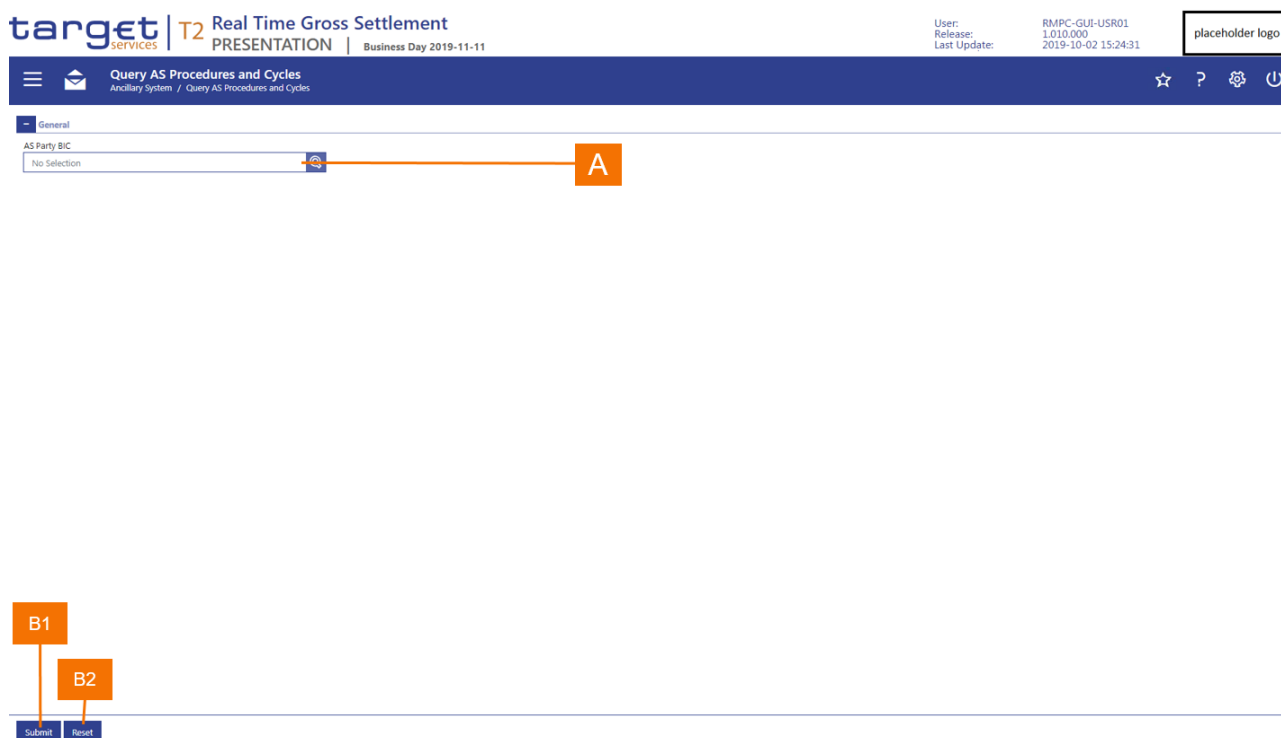 target services | T2 Real Time Gross Settlement
PRESENTATION | Business Day 2019-11-11
User: RMPC-GUI-USR01
Release: 1.010.000
Last Update: 2019-10-02 15:24:31
placeholder logo
Query AS Procedures and Cycles
Ancillary System / Query AS Procedures and Cycles
?
− General
AS Party BIC
No Selection
A
B1
B2
Submit Reset